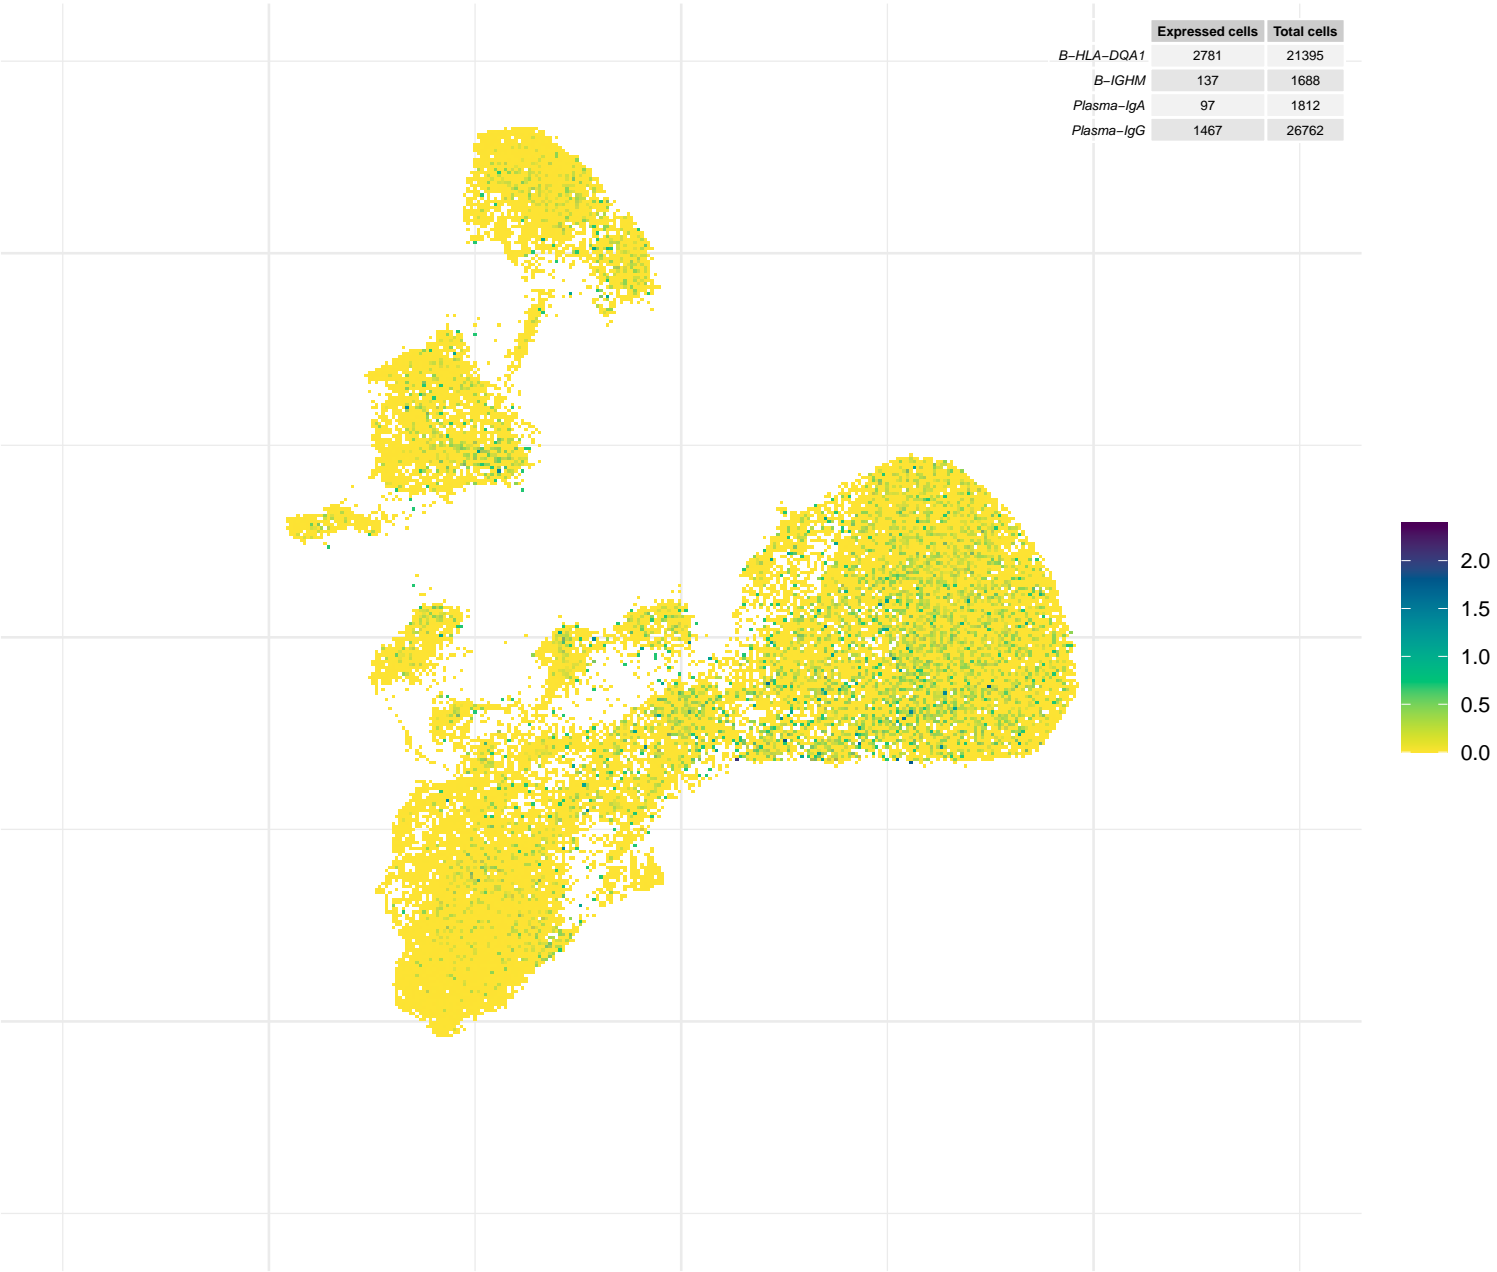 Expressed cells Total cells
B−HLA−DQA1 2781 21395
B−IGHM 137 1688
Plasma−IgA 97 1812
Plasma−IgG 1467 26762
2.0
1.5
1.0
0.5
0.0